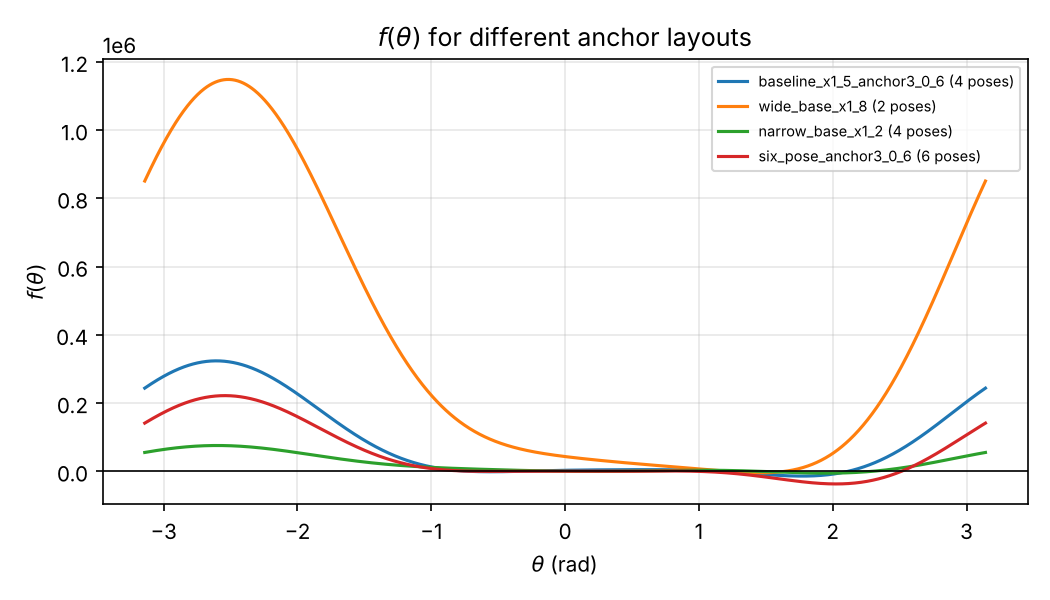 f(θ) for different anchor layouts
1e6
1.2
1.0
0.8
0.6
0.4
0.2
0.0
f(θ)
baseline_x1_5_anchor3_0_6 (4 poses)
wide_base_x1_8 (2 poses)
narrow_base_x1_2 (4 poses)
six_pose_anchor3_0_6 (6 poses)
−3 −2 −1 0 1 2 3
θ (rad)